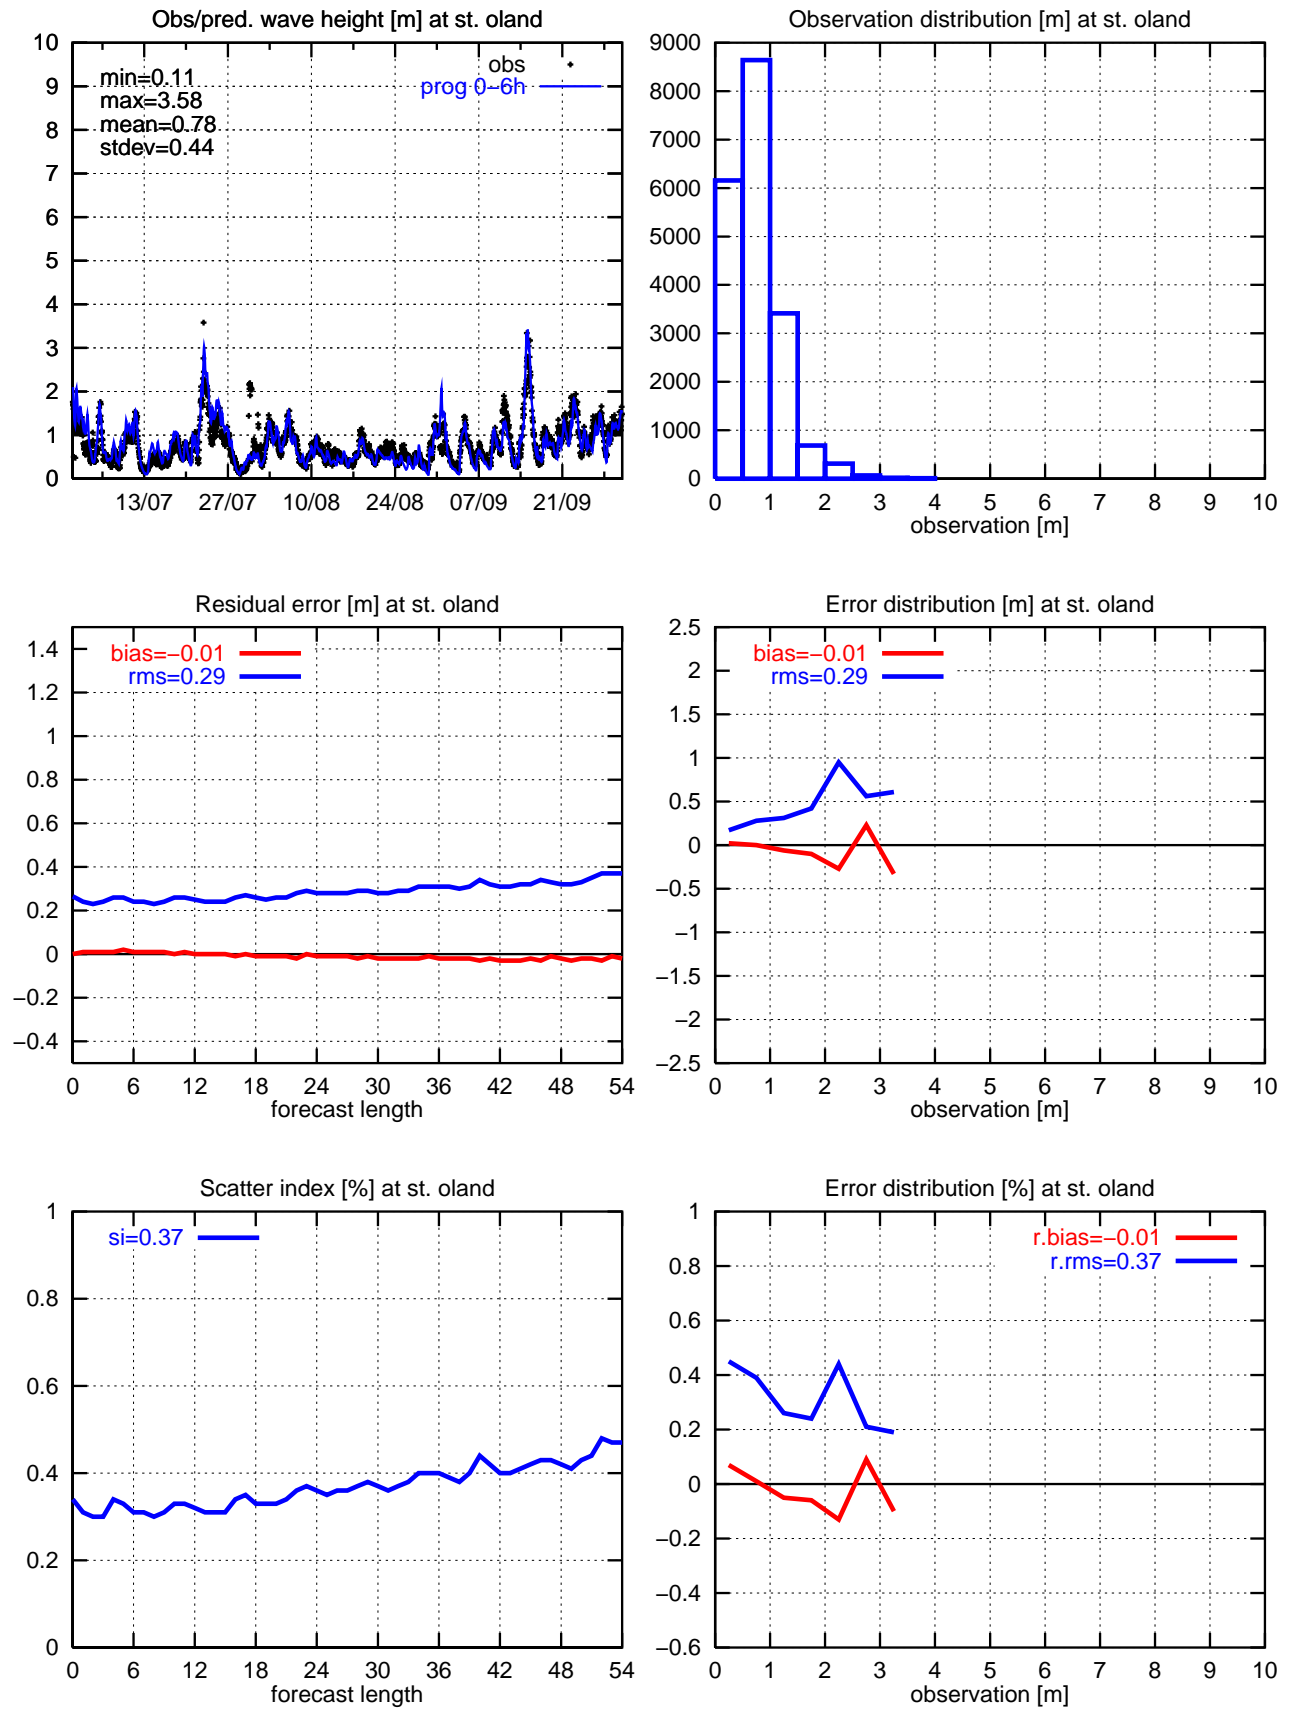 Obs/pred. wave height [m] at st. oland
10
9
8
7
6
5
4
3
2
1
0
min=0.11
max=3.58
mean=0.78
stdev=0.44
obs
prog 0−6h
13/07 27/07 10/08 24/08 07/09 21/09
Observation distribution [m] at st. oland
9000
8000
7000
6000
5000
4000
3000
2000
1000
0
0 1 2 3 4 5 6 7 8 9 10
observation [m]
Residual error [m] at st. oland
1.4
1.2
1
0.8
0.6
0.4
0.2
0
−0.2
−0.4
bias=−0.01
rms=0.29
0 6 12 18 24 30 36 42 48 54
forecast length
Error distribution [m] at st. oland
2.5
2
1.5
1
0.5
0
−0.5
−1
−1.5
−2
−2.5
bias=−0.01
rms=0.29
0 1 2 3 4 5 6 7 8 9 10
observation [m]
Scatter index [%] at st. oland
1
0.8
0.6
0.4
0.2
0
si=0.37
0 6 12 18 24 30 36 42 48 54
forecast length
Error distribution [%] at st. oland
1
0.8
0.6
0.4
0.2
0
−0.2
−0.4
−0.6
r.bias=−0.01
r.rms=0.37
0 1 2 3 4 5 6 7 8 9 10
observation [m]